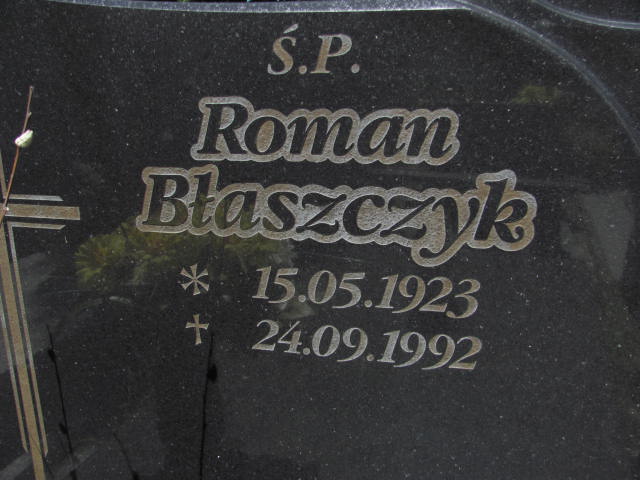 Ś.P.
Roman
Błaszczyk
* 15.05.1923
† 24.09.1992